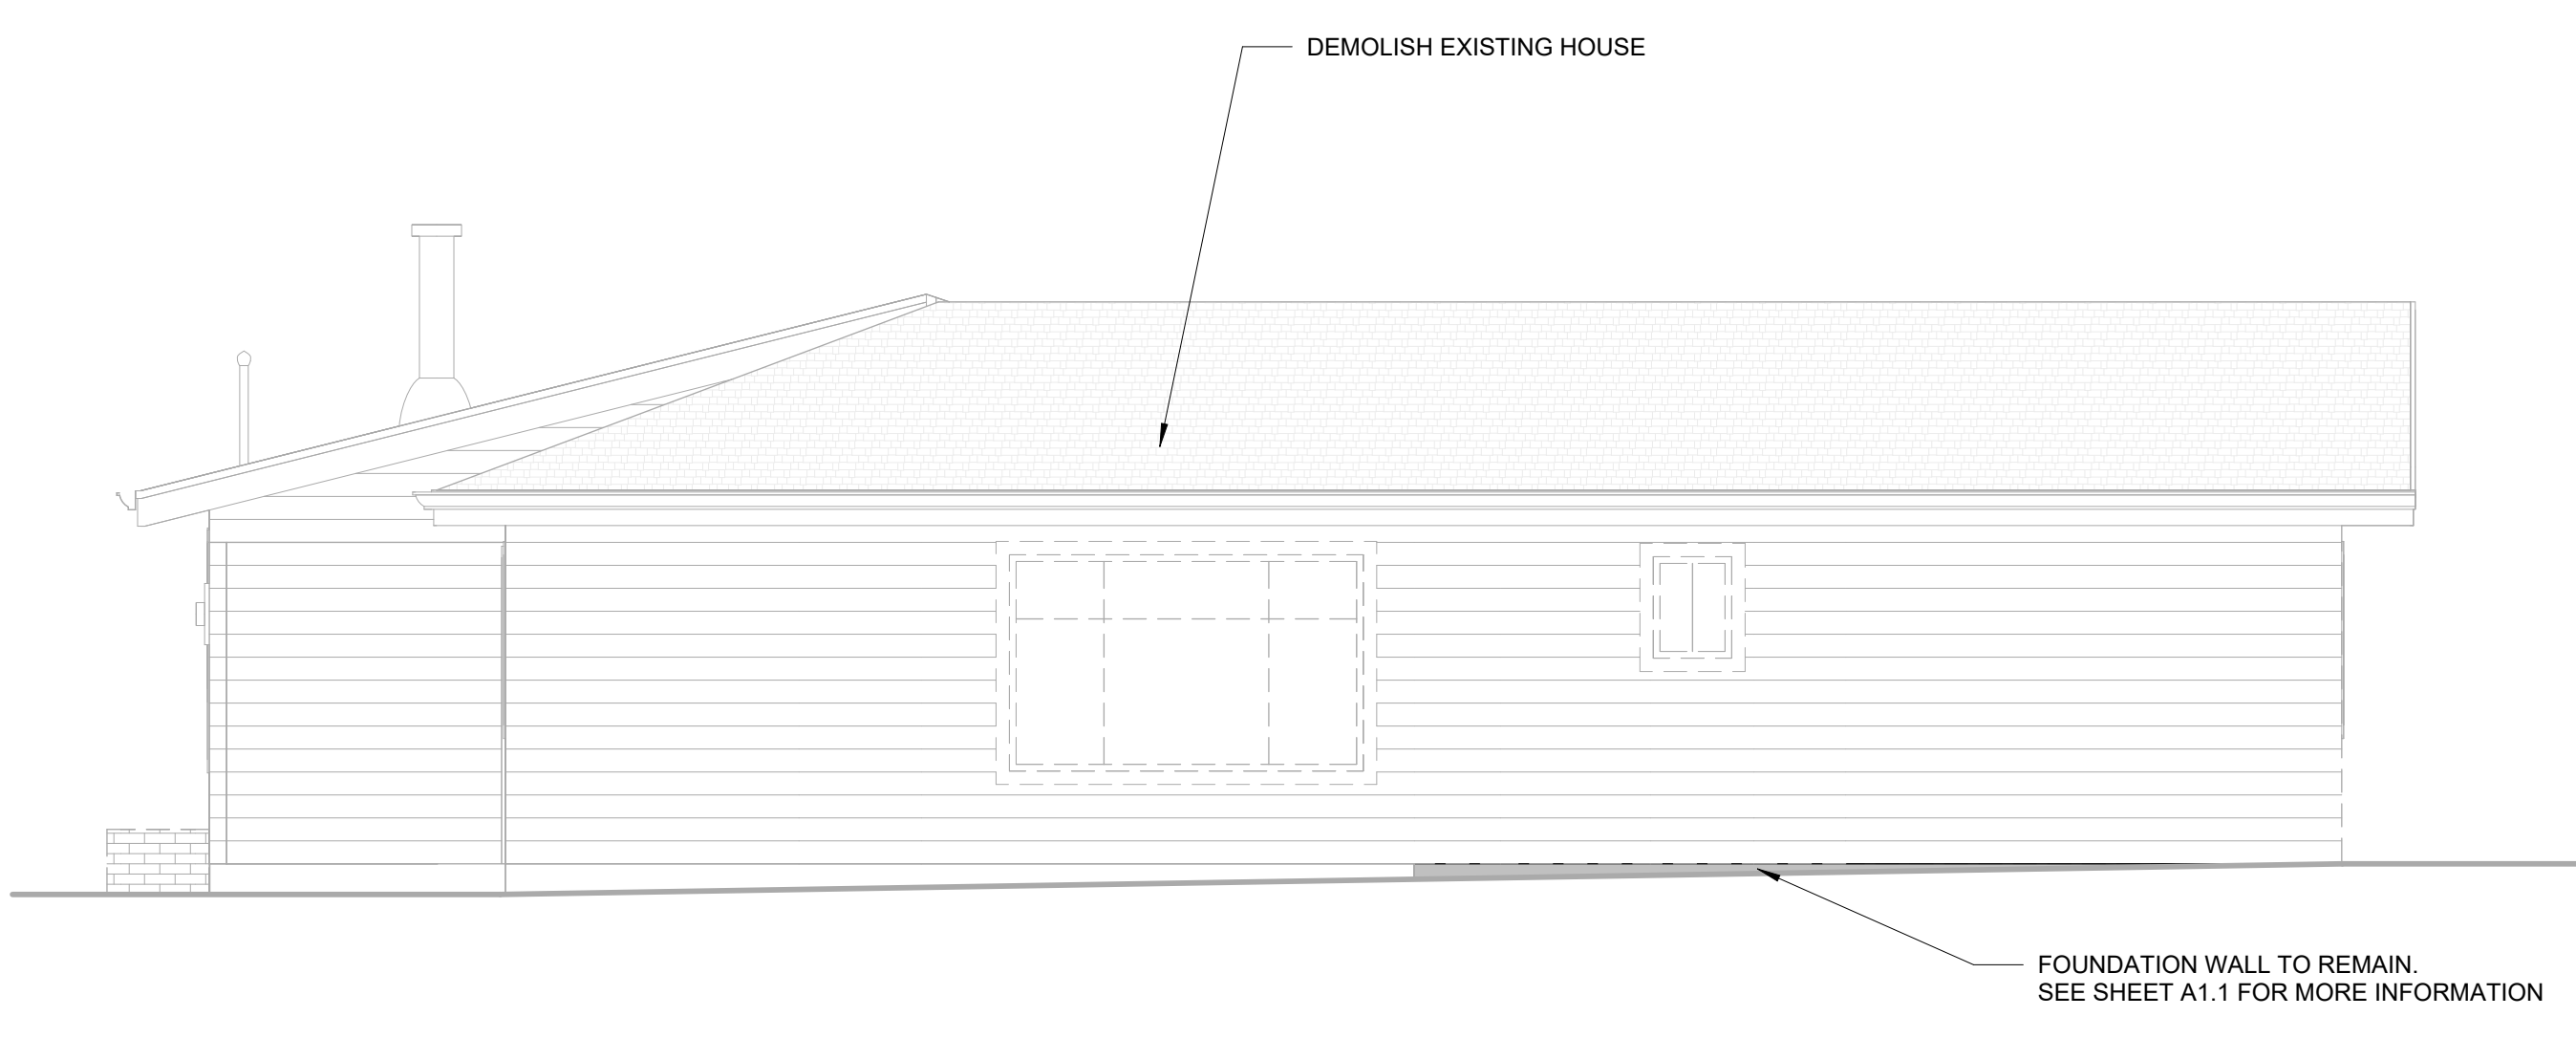 DEMOLISH EXISTING HOUSE
FOUNDATION WALL TO REMAIN.
SEE SHEET A1.1 FOR MORE INFORMATION